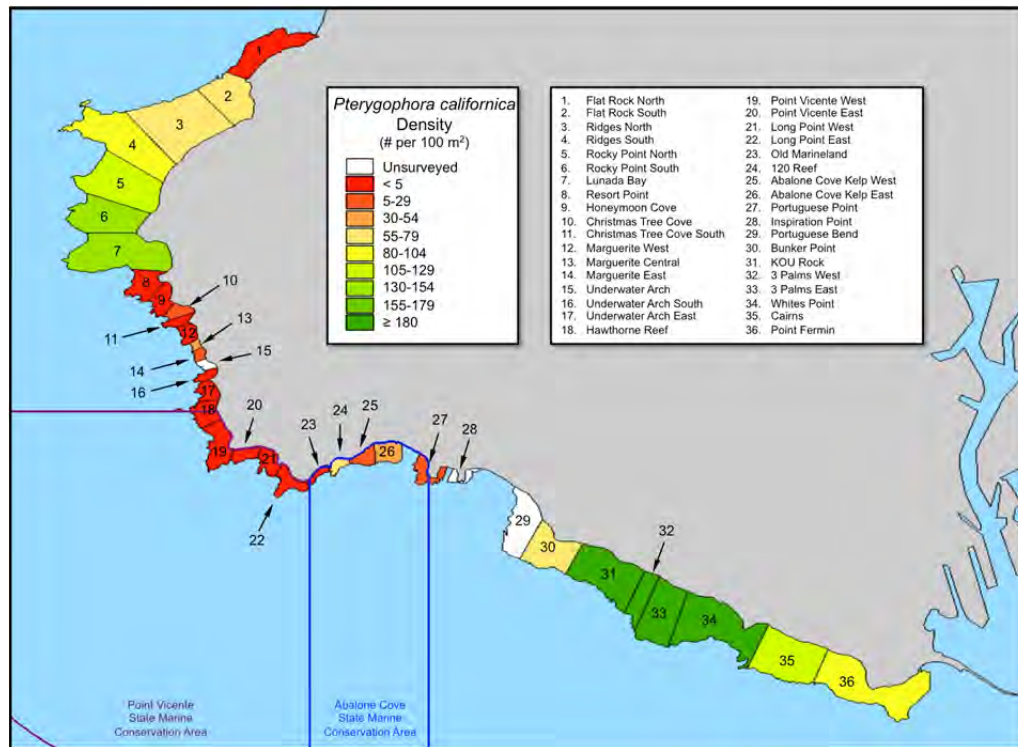 Pterygophora californica
Density
(# per 100 m²)
Unsurveyed
< 5
5-29
30-54
55-79
80-104
105-129
130-154
155-179
≥ 180
1. Flat Rock North
2. Flat Rock South
3. Ridges North
4. Ridges South
5. Rocky Point North
6. Rocky Point South
7. Lunada Bay
8. Resort Point
9. Honeymoon Cove
10. Christmas Tree Cove
11. Christmas Tree Cove South
12. Marguerite West
13. Marguerite Central
14. Marguerite East
15. Underwater Arch
16. Underwater Arch South
17. Underwater Arch East
18. Hawthorne Reef
19. Point Vicente West
20. Point Vicente East
21. Long Point West
22. Long Point East
23. Old Marineland
24. 120 Reef
25. Abalone Cove Kelp West
26. Abalone Cove Kelp East
27. Portuguese Point
28. Inspiration Point
29. Portuguese Bend
30. Bunker Point
31. KOU Rock
32. 3 Palms West
33. 3 Palms East
34. Whites Point
35. Cairns
36. Point Fermin
1
2
3
4
5
6
7
8
9
10
11
12
13
14
15
16
17
18
19
20
21
22
23
24
25
26
27
28
29
30
31
32
33
34
35
36
Point Vicente
State Marine
Conservation Area
Abalone Cove
State Marine
Conservation Area